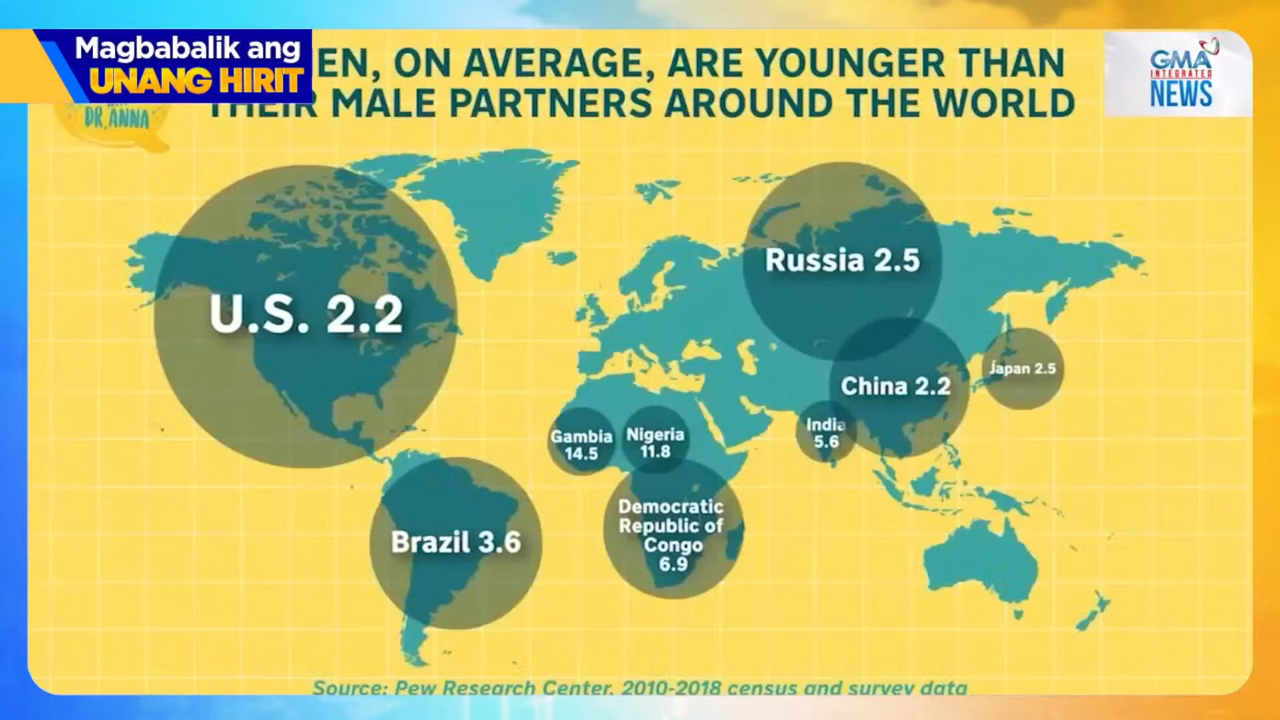 Magbabalik ang
UNANG HIRIT
EN, ON AVERAGE, ARE YOUNGER THAN
THEIR MALE PARTNERS AROUND THE WORLD
DR. ANNA
GMA
INTEGRATED
NEWS
U.S. 2.2
Russia 2.5
China 2.2
Japan 2.5
India
5.6
Gambia
14.5
Nigeria
11.8
Democratic
Republic of
Congo
6.9
Brazil 3.6
Source: Pew Research Center, 2010-2018 census and survey data